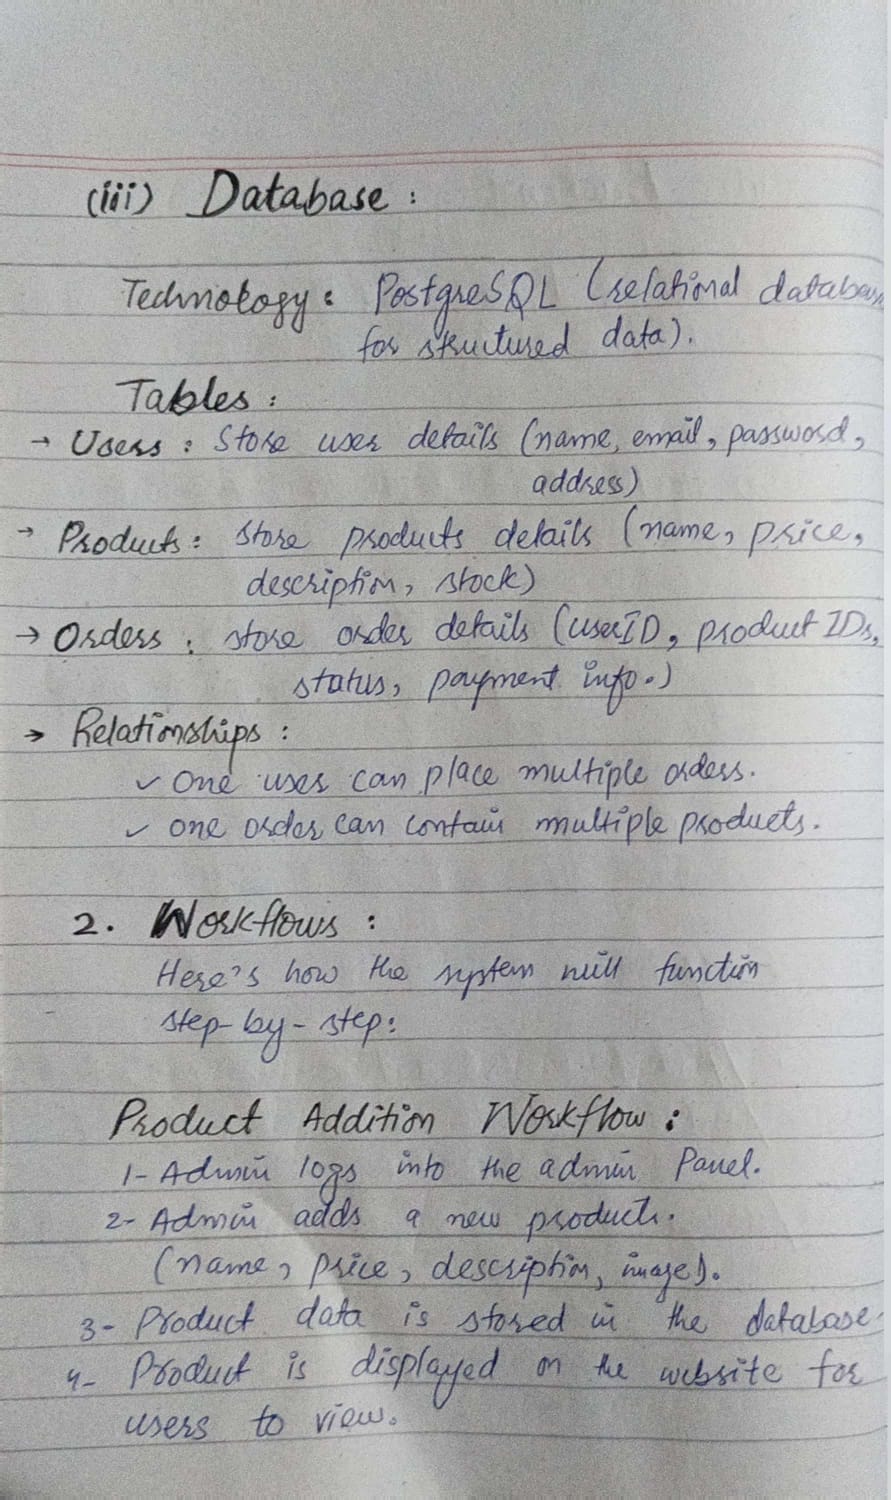 (iii) Database :
Technology : PostgreSQL (relational database
for structured data).
Tables :
→ Users : Store user details (name, email, password,
address)
→ Products : Store products details (name, price,
description, stock)
→ Orders : store order details (userID, product IDs,
status, payment info.)
→ Relationships :
✓ One user can place multiple orders.
✓ one order can contain multiple products.
2. Workflows :
Here's how the system will function
step-by-step:
Product Addition Workflow :
1- Admin logs into the admin Panel.
2- Admin adds a new product.
(name, price, description, image).
3- Product data is stored in the database.
4- Product is displayed on the website for
users to view.